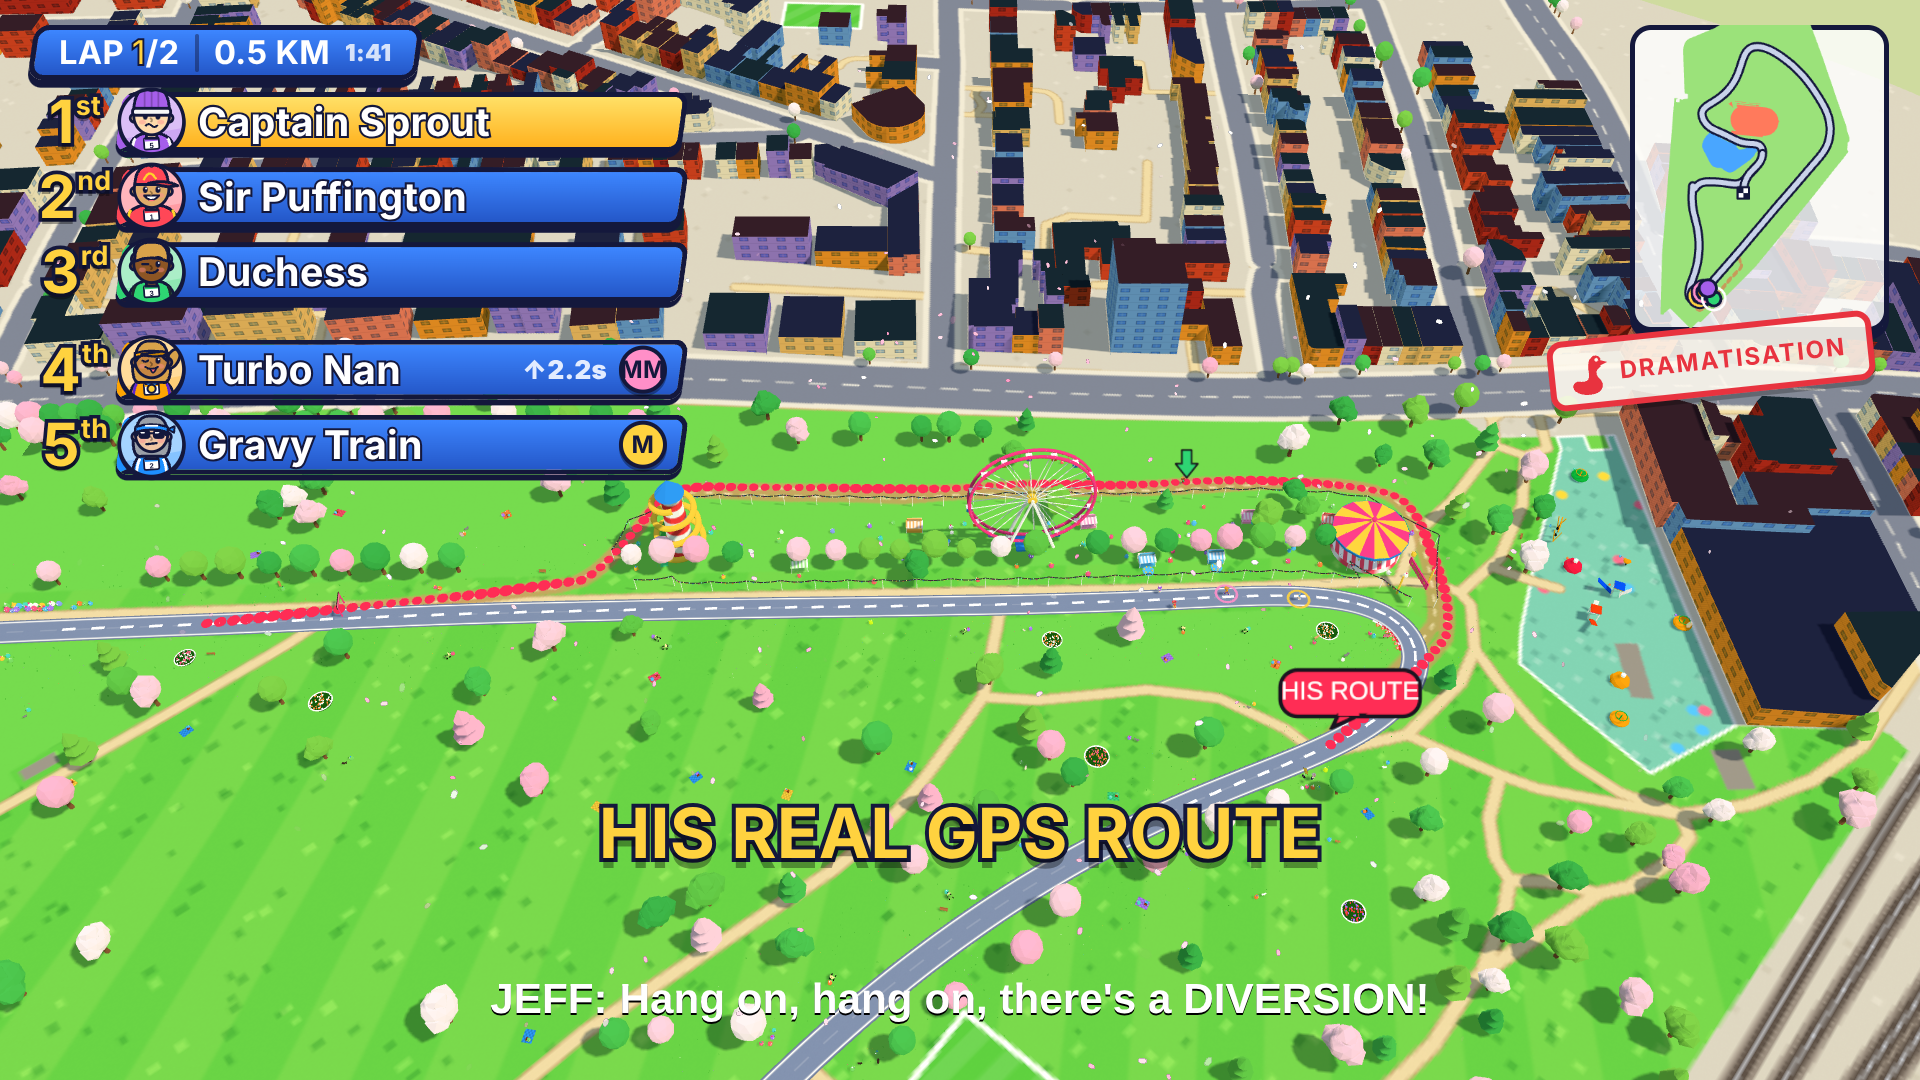 LAP 1/2 0.5 KM 1:41
1st Captain Sprout
2nd Sir Puffington
3rd Duchess
4th Turbo Nan ↑2.2s MM
5th Gravy Train M
DRAMATISATION
HIS ROUTE
HIS REAL GPS ROUTE
JEFF: Hang on, hang on, there's a DIVERSION!